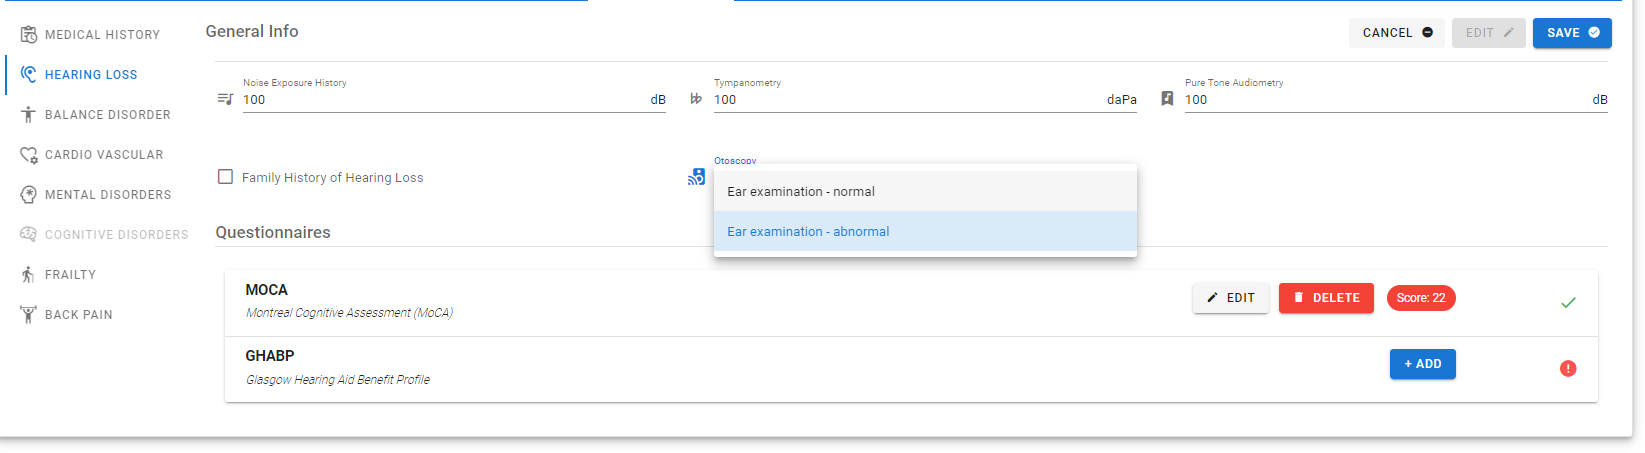 MEDICAL HISTORY
HEARING LOSS
BALANCE DISORDER
CARDIO VASCULAR
MENTAL DISORDERS
COGNITIVE DISORDERS
FRAILTY
BACK PAIN
General Info
CANCEL
EDIT
SAVE
Noise Exposure History
100 dB
Tympanometry
100 daPa
Pure Tone Audiometry
100 dB
Family History of Hearing Loss
Otoscopy
Ear examination - normal
Ear examination - abnormal
Questionnaires
MOCA
Montreal Cognitive Assessment (MoCA)
EDIT
DELETE
Score: 22
GHABP
Glasgow Hearing Aid Benefit Profile
+ ADD